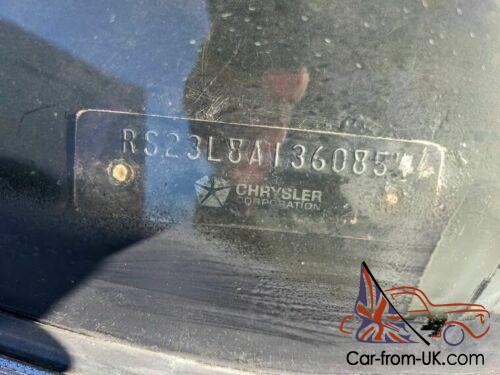 RS23L8A136085
CHRYSLER
CORPORATION
Car-from-UK.com